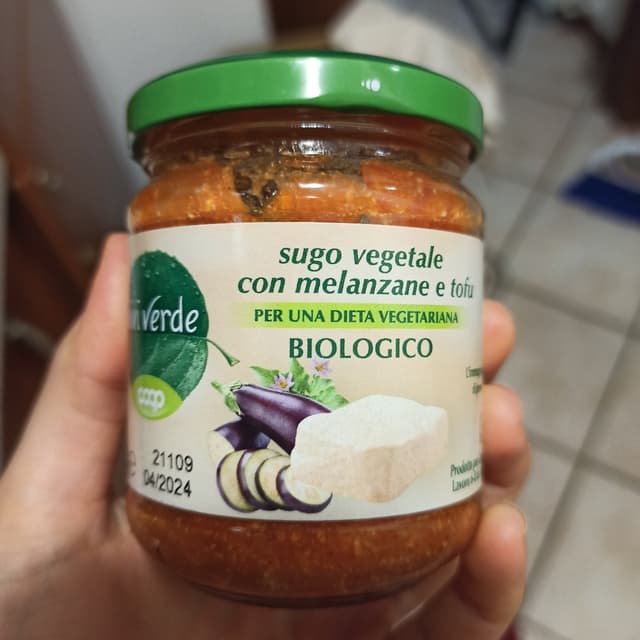 sugo vegetale
con melanzane e tofu
PER UNA DIETA VEGETARIANA
BIOLOGICO
Verde
coop
21109
04/2024